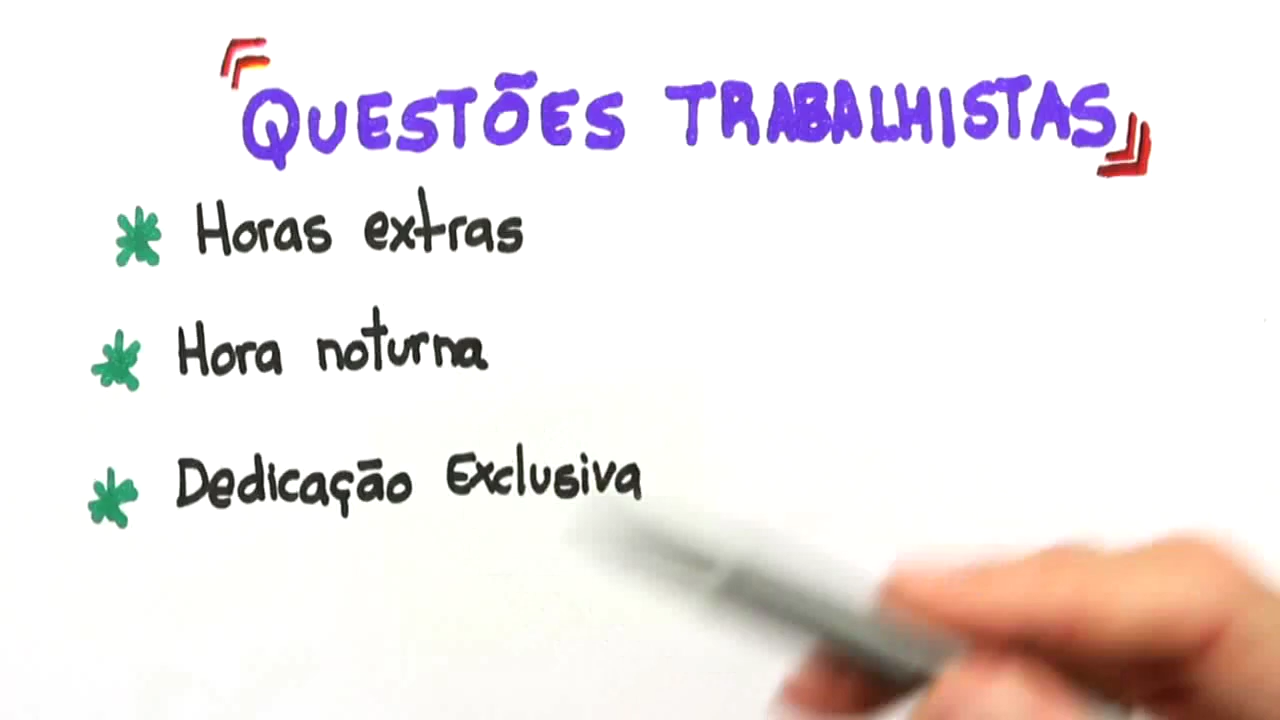 QUESTÕES TRABALHISTAS
Horas extras
Hora noturna
Dedicação Exclusiva